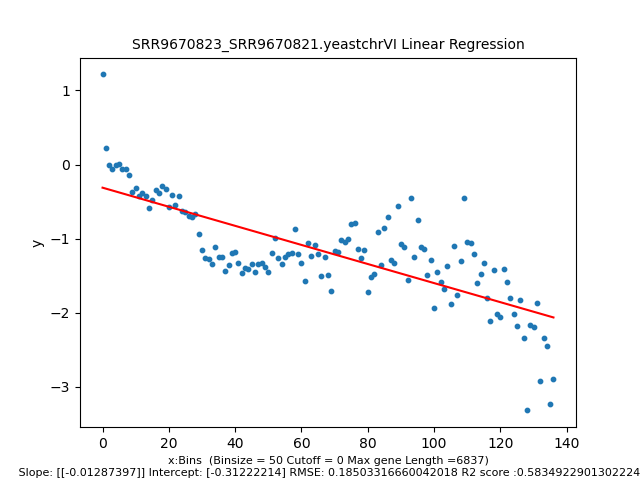 SRR9670823_SRR9670821.yeastchrVI Linear Regression
1
0
−1
−2
−3
y
0 20 40 60 80 100 120 140
x:Bins (Binsize = 50 Cutoff = 0 Max gene Length =6837)
Slope: [[-0.01287397]] Intercept: [-0.31222214] RMSE: 0.18503316660042018 R2 score :0.5834922901302224